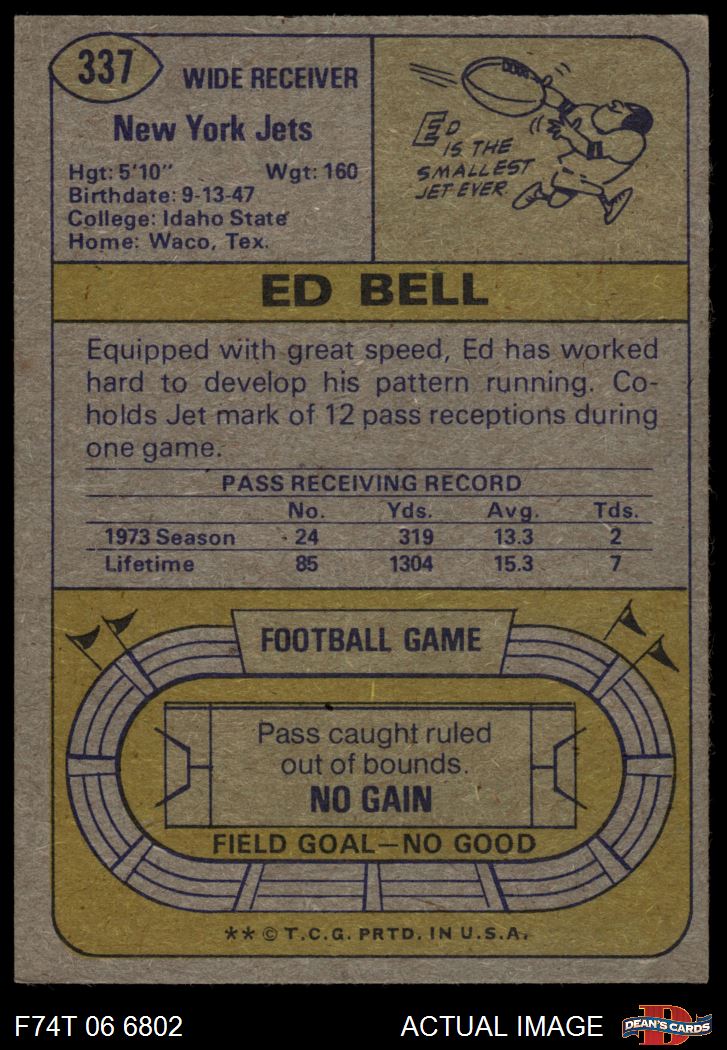 337
WIDE RECEIVER
New York Jets
Hgt: 5'10" Wgt: 160
Birthdate: 9-13-47
College: Idaho State
Home: Waco, Tex.
ED
IS THE
SMALLEST
JET EVER.
ED BELL
Equipped with great speed, Ed has worked
hard to develop his pattern running. Co-
holds Jet mark of 12 pass receptions during
one game.
PASS RECEIVING RECORD
No. Yds. Avg. Tds.
1973 Season 24 319 13.3 2
Lifetime 85 1304 15.3 7
FOOTBALL GAME
Pass caught ruled
out of bounds.
NO GAIN
FIELD GOAL—NO GOOD
** © T.C.G. PRTD. IN U.S.A.
F74T 06 6802 ACTUAL IMAGE
D
DEAN'S CARDS